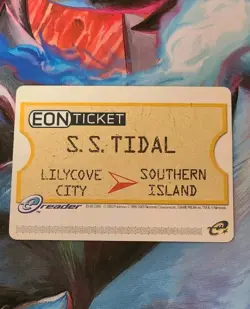 EON TICKET
S.S. TIDAL
LILYCOVE CITY
SOUTHERN ISLAND
e reader
e